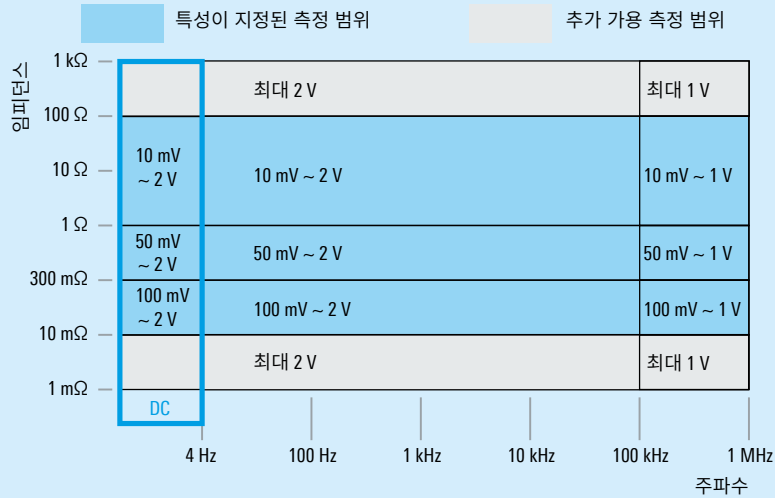 특성이 지정된 측정 범위
추가 가용 측정 범위
임피던스
1 kΩ
100 Ω
10 Ω
1 Ω
300 mΩ
10 mΩ
1 mΩ
최대 2 V
최대 1 V
10 mV
~ 2 V
10 mV ~ 2 V
10 mV ~ 1 V
50 mV
~ 2 V
50 mV ~ 2 V
50 mV ~ 1 V
100 mV
~ 2 V
100 mV ~ 2 V
100 mV ~ 1 V
최대 2 V
최대 1 V
DC
4 Hz
100 Hz
1 kHz
10 kHz
100 kHz
1 MHz
주파수